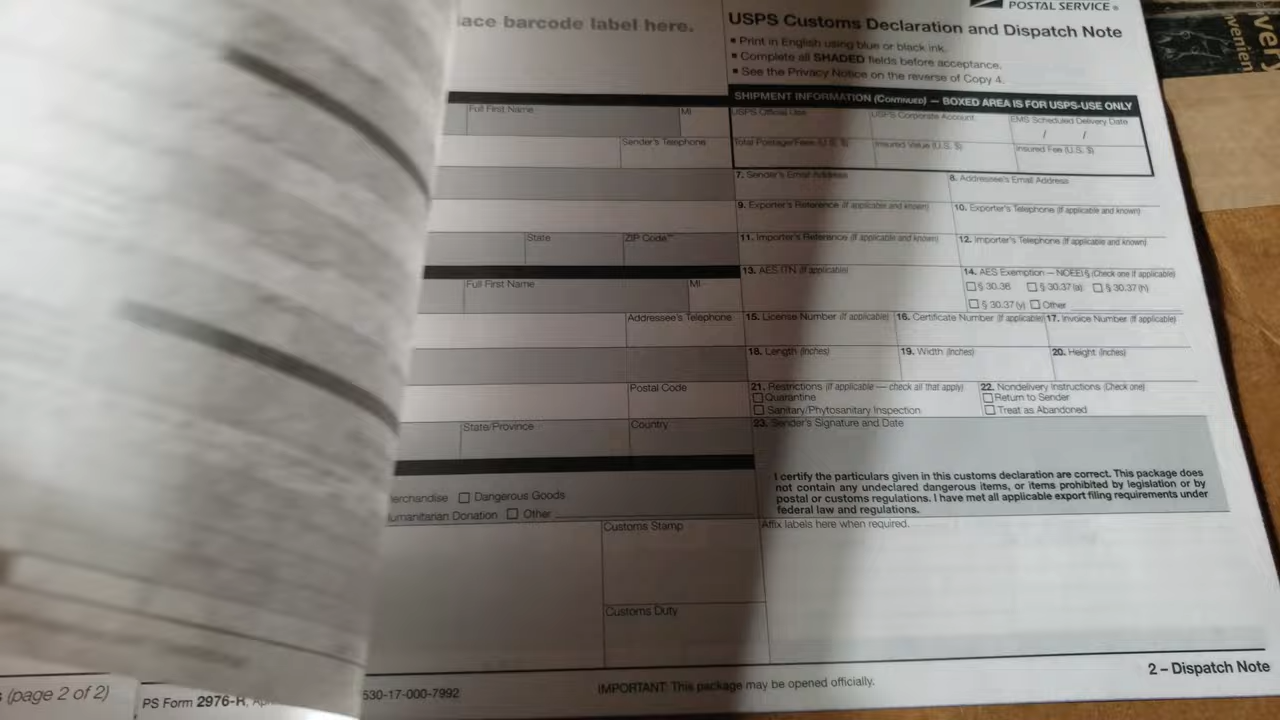 POSTAL SERVICE®
ace barcode label here.
USPS Customs Declaration and Dispatch Note
▪ Print in English using blue or black ink.
▪ Complete all SHADED fields before acceptance.
▪ See the Privacy Notice on the reverse of Copy 4.
SHIPMENT INFORMATION (CONTINUED) — BOXED AREA IS FOR USPS-USE ONLY
Full First Name
MI
USPS Official Use
USPS Corporate Account
EMS Scheduled Delivery Date
/ /
Sender's Telephone
Total Postage/Fees (U.S. $)
Insured Value (U.S. $)
Insured Fee (U.S. $)
7. Sender's Email Address
8. Addressee's Email Address
9. Exporter's Reference (If applicable and known)
10. Exporter's Telephone (If applicable and known)
State
ZIP Code™
11. Importer's Reference (If applicable and known)
12. Importer's Telephone (If applicable and known)
13. AES ITN (If applicable)
14. AES Exemption — NOEEI § (Check one if applicable)
§ 30.36
§ 30.37 (a)
§ 30.37 (h)
§ 30.37 (y)
Other
Full First Name
MI
Addressee's Telephone
15. License Number (If applicable)
16. Certificate Number (If applicable)
17. Invoice Number (If applicable)
18. Length (Inches)
19. Width (Inches)
20. Height (Inches)
Postal Code
21. Restrictions (If applicable — check all that apply)
Quarantine
Sanitary/Phytosanitary Inspection
22. Nondelivery Instructions (Check one)
Return to Sender
Treat as Abandoned
State/Province
Country
23. Sender's Signature and Date
I certify the particulars given in this customs declaration are correct. This package does
not contain any undeclared dangerous items, or items prohibited by legislation or by
postal or customs regulations. I have met all applicable export filing requirements under
federal law and regulations.
erchandise
Dangerous Goods
umanitarian Donation
Other
Customs Stamp
Affix labels here when required.
Customs Duty
2 – Dispatch Note
(page 2 of 2)
PS Form 2976-R,
530-17-000-7992
IMPORTANT: This package may be opened officially.